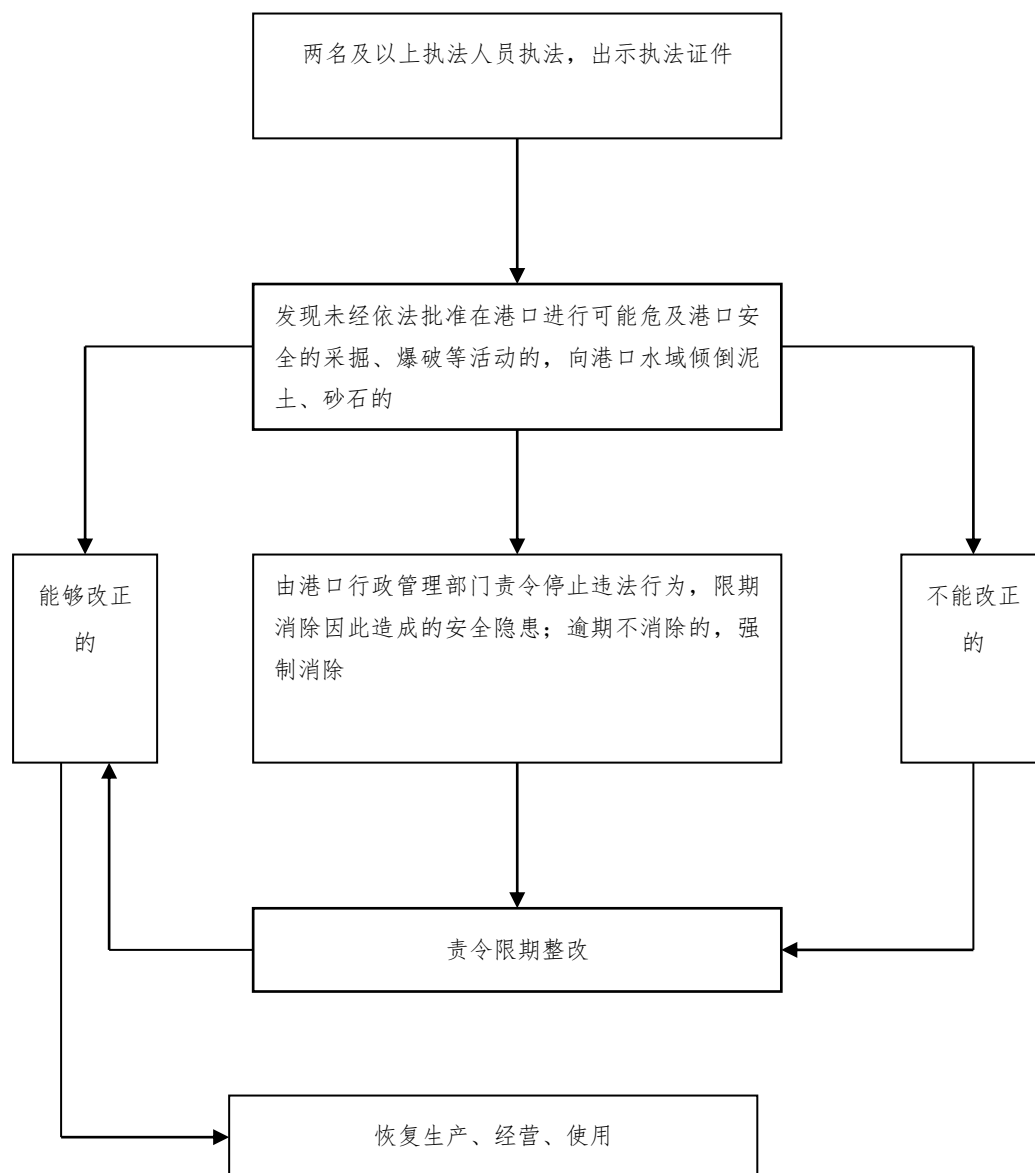 两名及以上执法人员执法，出示执法证件
发现未经依法批准在港口进行可能危及港口安
全的采掘、爆破等活动的，向港口水域倾倒泥
土、砂石的
能够改正
的
由港口行政管理部门责令停止违法行为，限期
消除因此造成的安全隐患；逾期不消除的，强
制消除
不能改正
的
责令限期整改
恢复生产、经营、使用